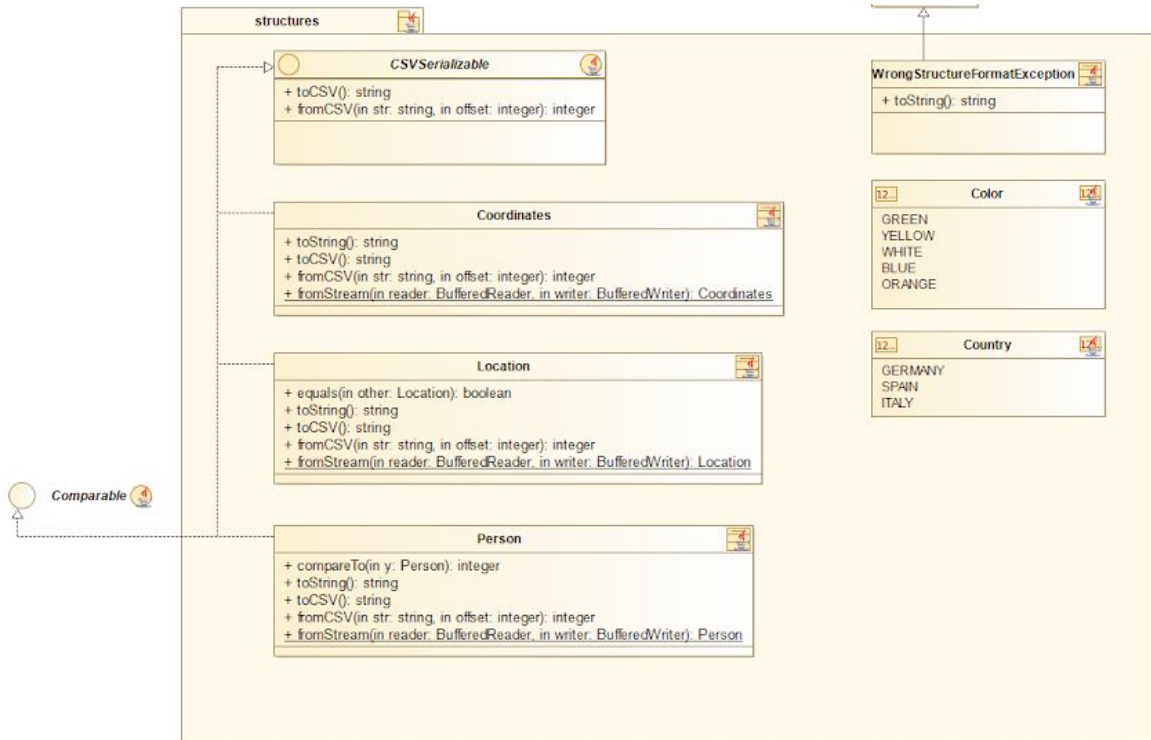 structures
CSVSerializable
+ toCSV(): string
+ fromCSV(in str: string, in offset: integer): integer
Coordinates
+ toString(): string
+ toCSV(): string
+ fromCSV(in str: string, in offset: integer): integer
+ fromStream(in reader: BufferedReader, in writer: BufferedWriter): Coordinates
Location
+ equals(in other: Location): boolean
+ toString(): string
+ toCSV(): string
+ fromCSV(in str: string, in offset: integer): integer
+ fromStream(in reader: BufferedReader, in writer: BufferedWriter): Location
Comparable
Person
+ compareTo(in y: Person): integer
+ toString(): string
+ toCSV(): string
+ fromCSV(in str: string, in offset: integer): integer
+ fromStream(in reader: BufferedReader, in writer: BufferedWriter): Person
WrongStructureFormatException
+ toString(): string
12... Color
GREEN
YELLOW
WHITE
BLUE
ORANGE
12... Country
GERMANY
SPAIN
ITALY